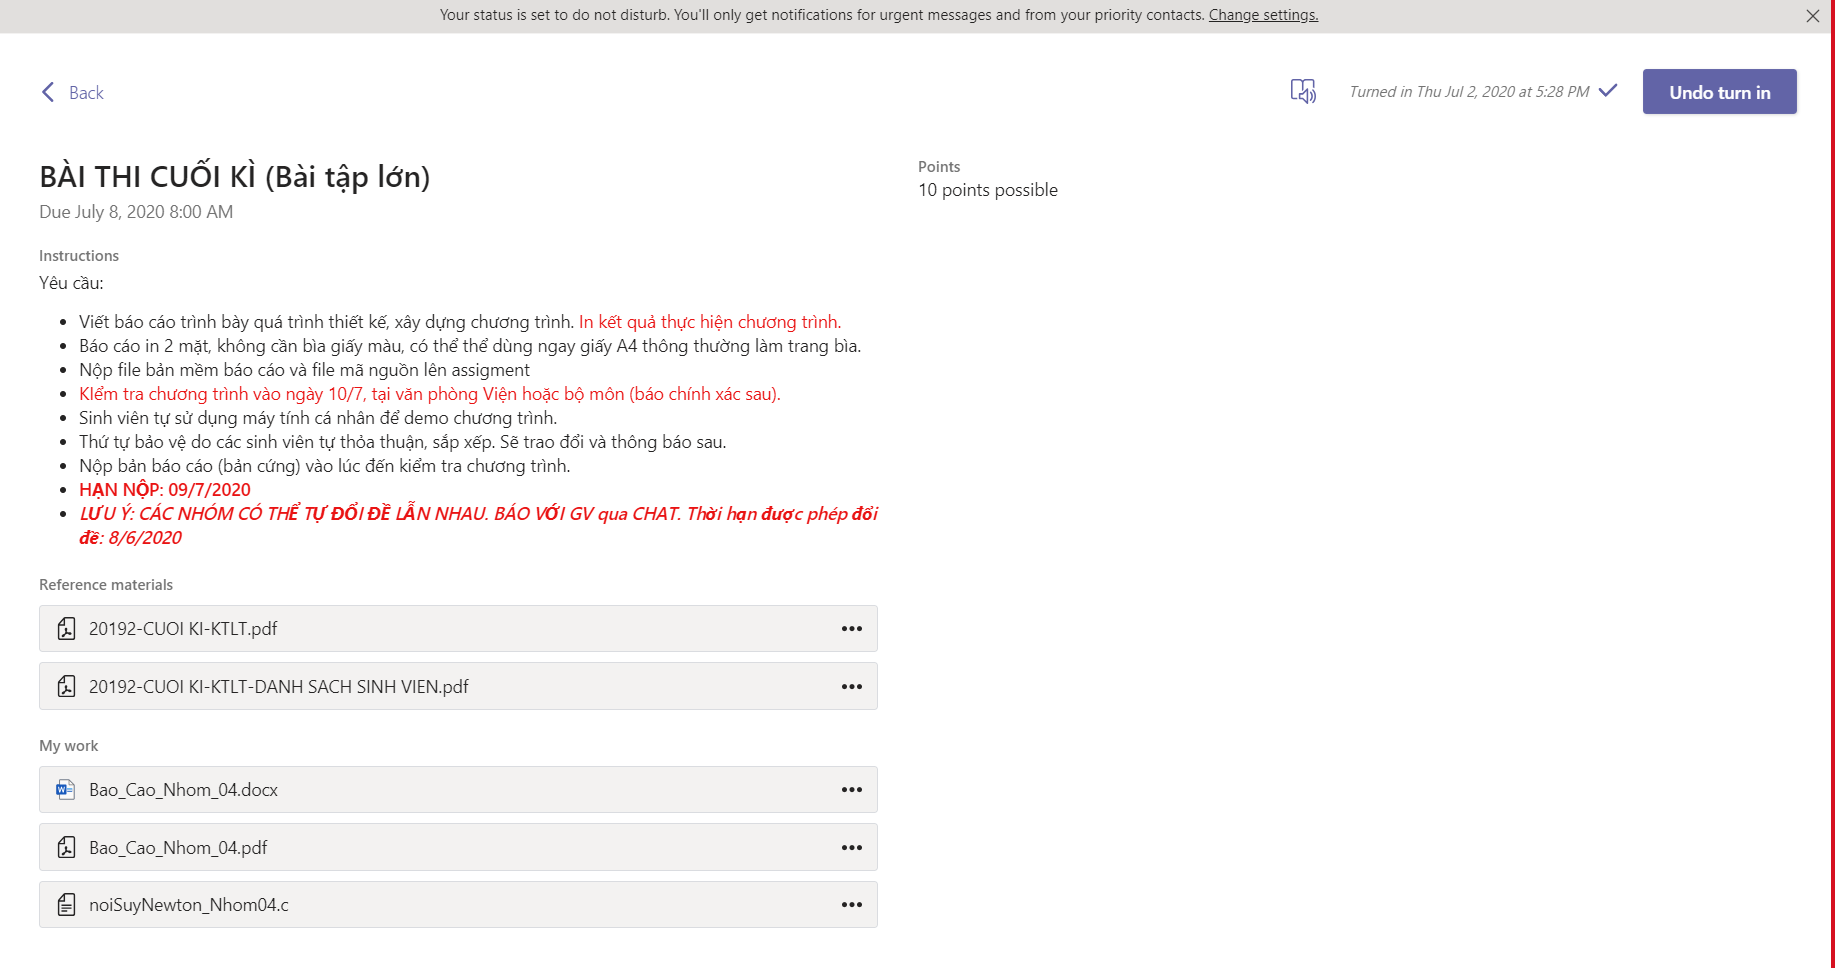 Your status is set to do not disturb. You'll only get notifications for urgent messages and from your priority contacts. Change settings.
Back
Turned in Thu Jul 2, 2020 at 5:28 PM
Undo turn in
BÀI THI CUỐI KÌ (Bài tập lớn)
Due July 8, 2020 8:00 AM
Points
10 points possible
Instructions
Yêu cầu:
Viết báo cáo trình bày quá trình thiết kế, xây dựng chương trình. In kết quả thực hiện chương trình.
Báo cáo in 2 mặt, không cần bìa giấy màu, có thể thể dùng ngay giấy A4 thông thường làm trang bìa.
Nộp file bản mềm báo cáo và file mã nguồn lên assigment
KIểm tra chương trình vào ngày 10/7, tại văn phòng Viện hoặc bộ môn (báo chính xác sau).
Sinh viên tự sử dụng máy tính cá nhân để demo chương trình.
Thứ tự bảo vệ do các sinh viên tự thỏa thuận, sắp xếp. Sẽ trao đổi và thông báo sau.
Nộp bản báo cáo (bản cứng) vào lúc đến kiểm tra chương trình.
HẠN NỘP: 09/7/2020
LƯU Ý: CÁC NHÓM CÓ THỂ TỰ ĐỔI ĐỀ LẪN NHAU. BÁO VỚI GV qua CHAT. Thời hạn được phép đổi
đề: 8/6/2020
Reference materials
20192-CUOI KI-KTLT.pdf
20192-CUOI KI-KTLT-DANH SACH SINH VIEN.pdf
My work
Bao_Cao_Nhom_04.docx
Bao_Cao_Nhom_04.pdf
noiSuyNewton_Nhom04.c